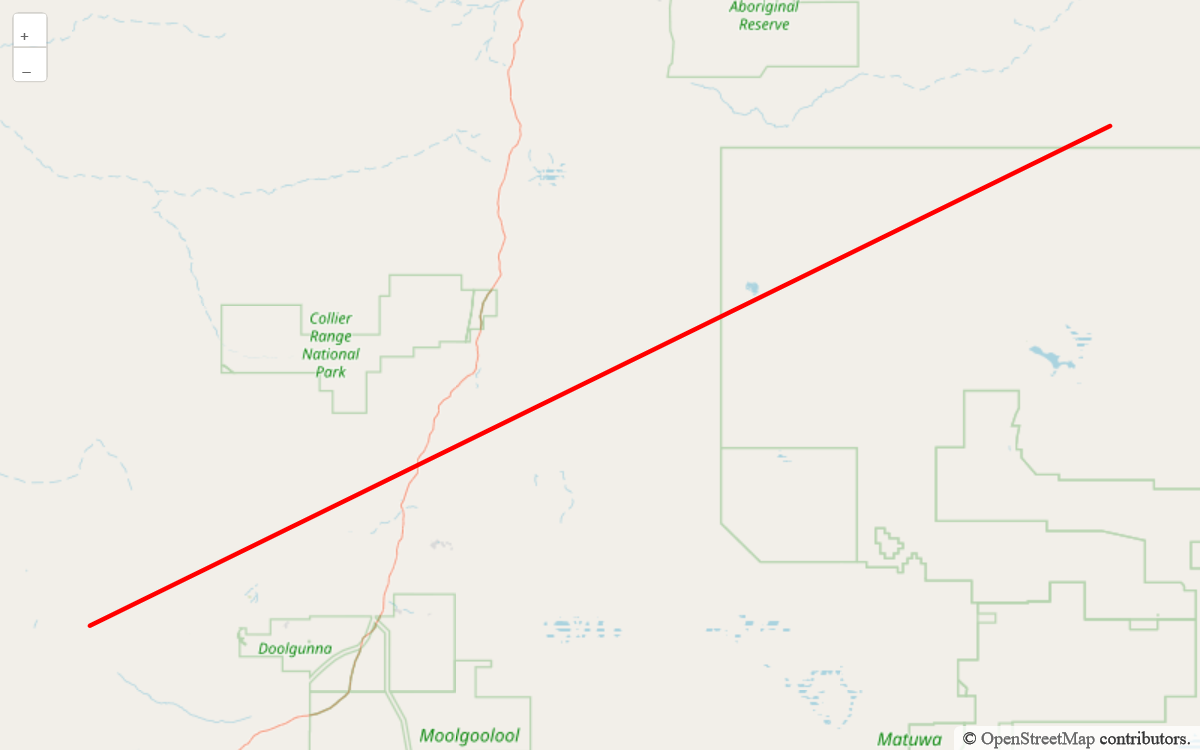 +
–
Aboriginal
Reserve
Collier
Range
National
Park
Doolgunna
Moolgoolool
Matuwa
© OpenStreetMap contributors.